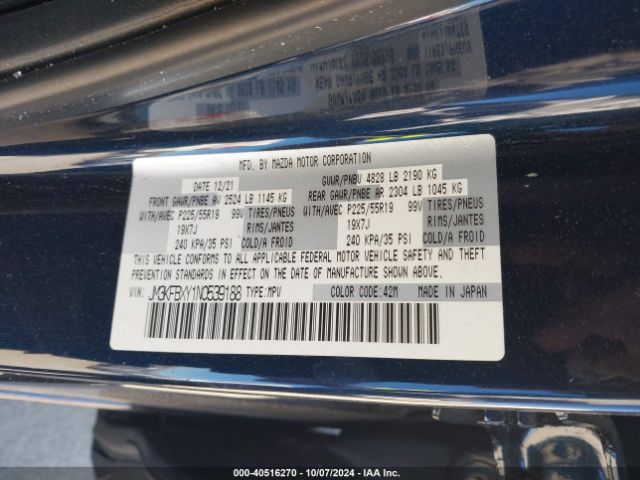 MFD. BY MAZDA MOTOR CORPORATION
DATE 12/21 GVWR/PNBV 4828 LB 2190 KG
FRONT GAWR/PNBE AV 2524 LB 1145 KG REAR GAWR/PNBE AR 2304 LB 1045 KG
WITH/AVEC P225/55R19 99V TIRES/PNEUS WITH/AVEC P225/55R19 99V TIRES/PNEUS
19X7J RIMS/JANTES 19X7J RIMS/JANTES
240 KPA/35 PSI COLD/A FROID 240 KPA/35 PSI COLD/A FROID
THIS VEHICLE CONFORMS TO ALL APPLICABLE FEDERAL MOTOR VEHICLE SAFETY AND THEFT
PREVENTION STANDARDS IN EFFECT ON THE DATE OF MANUFACTURE SHOWN ABOVE.
VIN: JM3KFBXY1N0539188 TYPE:MPV COLOR CODE:42M MADE IN JAPAN
000-40516270 - 10/07/2024 - IAA Inc.